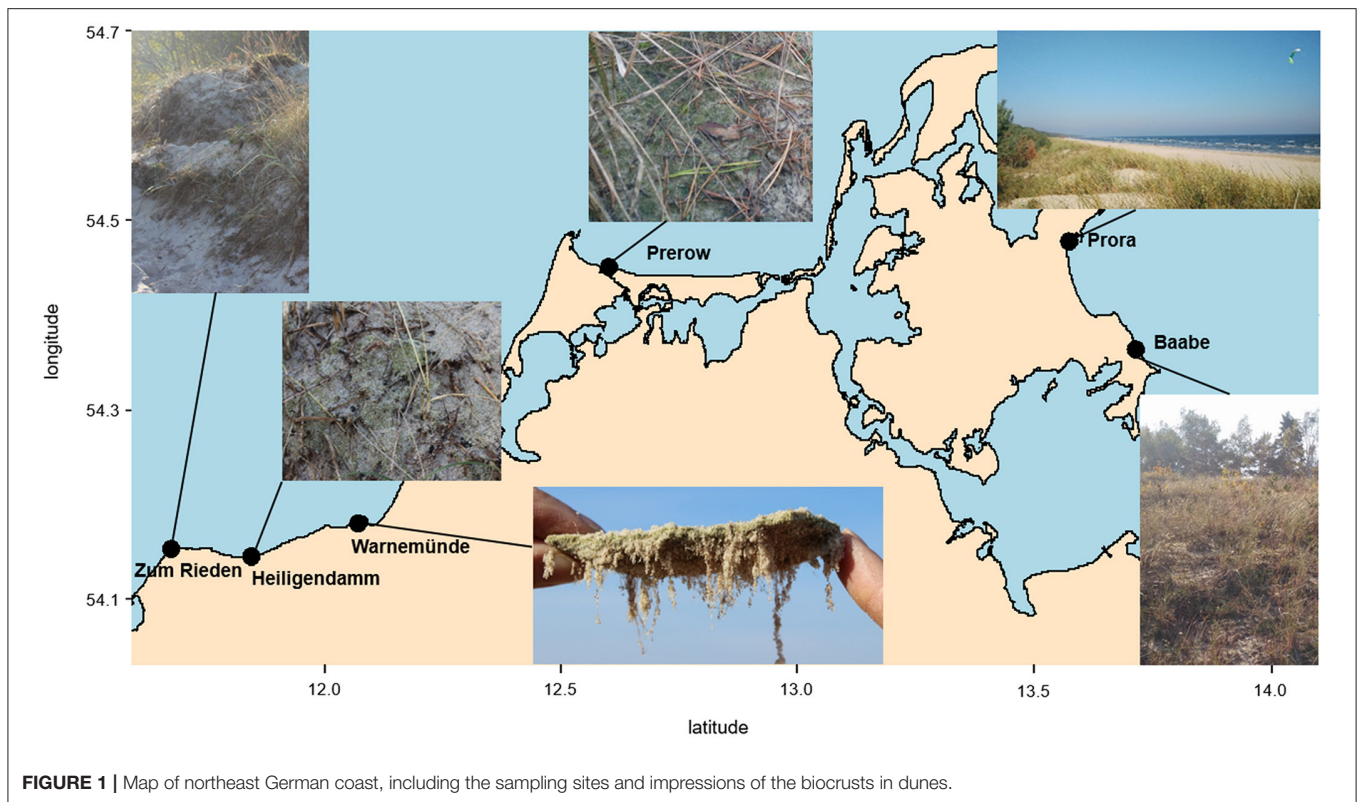 54.7
54.5
54.3
54.1
longitude
Prerow
Prora
Baabe
Warnemünde
Zum Rieden
Heiligendamm
12.0
12.5
13.0
13.5
14.0
latitude
FIGURE 1 | Map of northeast German coast, including the sampling sites and impressions of the biocrusts in dunes.